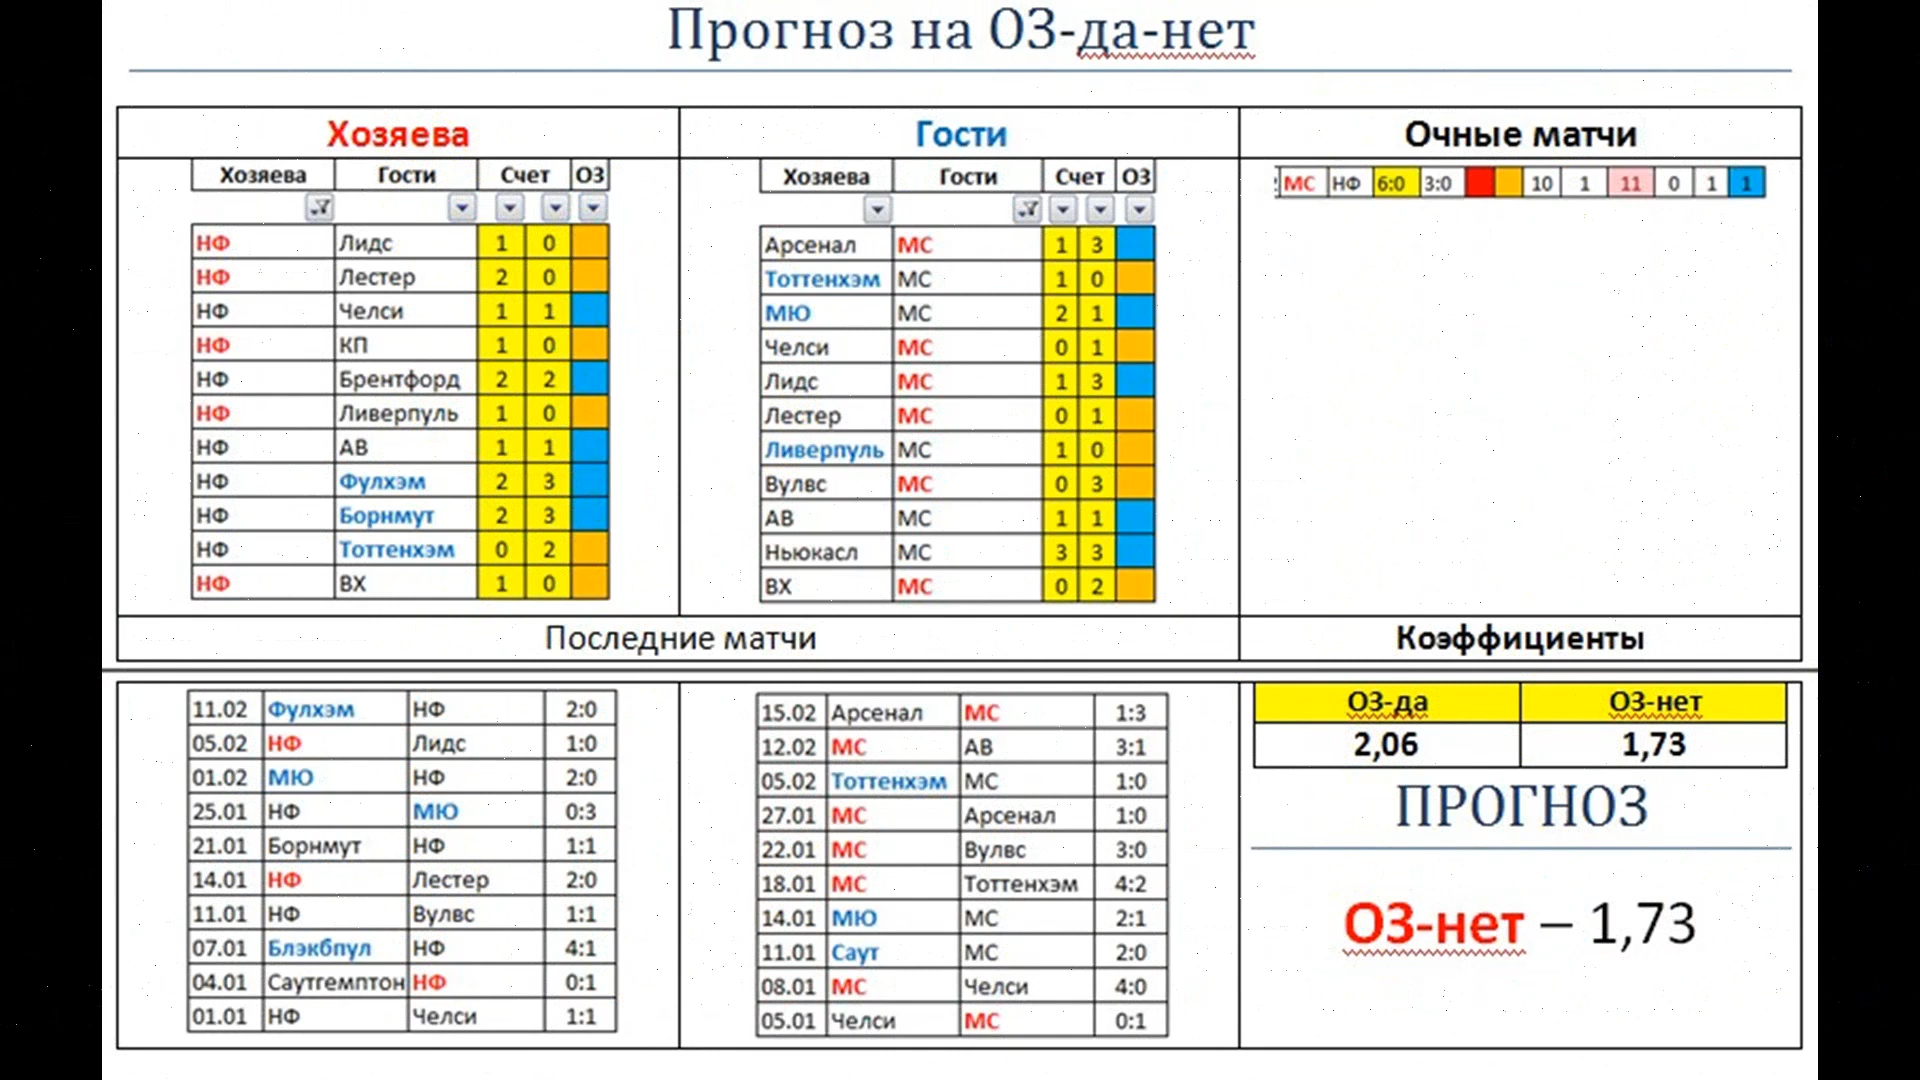 Прогноз на ОЗ-да-нет
Хозяева
Гости
Очные матчи
Хозяева Гости Счет ОЗ
НФ Лидс 1 0
НФ Лестер 2 0
НФ Челси 1 1
НФ КП 1 0
НФ Брентфорд 2 2
НФ Ливерпуль 1 0
НФ АВ 1 1
НФ Фулхэм 2 3
НФ Борнмут 2 3
НФ Тоттенхэм 0 2
НФ ВХ 1 0
Хозяева Гости Счет ОЗ
Арсенал МС 1 3
Тоттенхэм МС 1 0
МЮ МС 2 1
Челси МС 0 1
Лидс МС 1 3
Лестер МС 0 1
Ливерпуль МС 1 0
Вулвс МС 0 3
АВ МС 1 1
Ньюкасл МС 3 3
ВХ МС 0 2
МС НФ 6:0 3:0 10 1 11 0 1 1
Последние матчи
Коэффициенты
11.02 Фулхэм НФ 2:0
05.02 НФ Лидс 1:0
01.02 МЮ НФ 2:0
25.01 НФ МЮ 0:3
21.01 Борнмут НФ 1:1
14.01 НФ Лестер 2:0
11.01 НФ Вулвс 1:1
07.01 Блэкбпул НФ 4:1
04.01 Саутгемптон НФ 0:1
01.01 НФ Челси 1:1
15.02 Арсенал МС 1:3
12.02 МС АВ 3:1
05.02 Тоттенхэм МС 1:0
27.01 МС Арсенал 1:0
22.01 МС Вулвс 3:0
18.01 МС Тоттенхэм 4:2
14.01 МЮ МС 2:1
11.01 Саут МС 2:0
08.01 МС Челси 4:0
05.01 Челси МС 0:1
ОЗ-да ОЗ-нет
2,06 1,73
ПРОГНОЗ
ОЗ-нет – 1,73